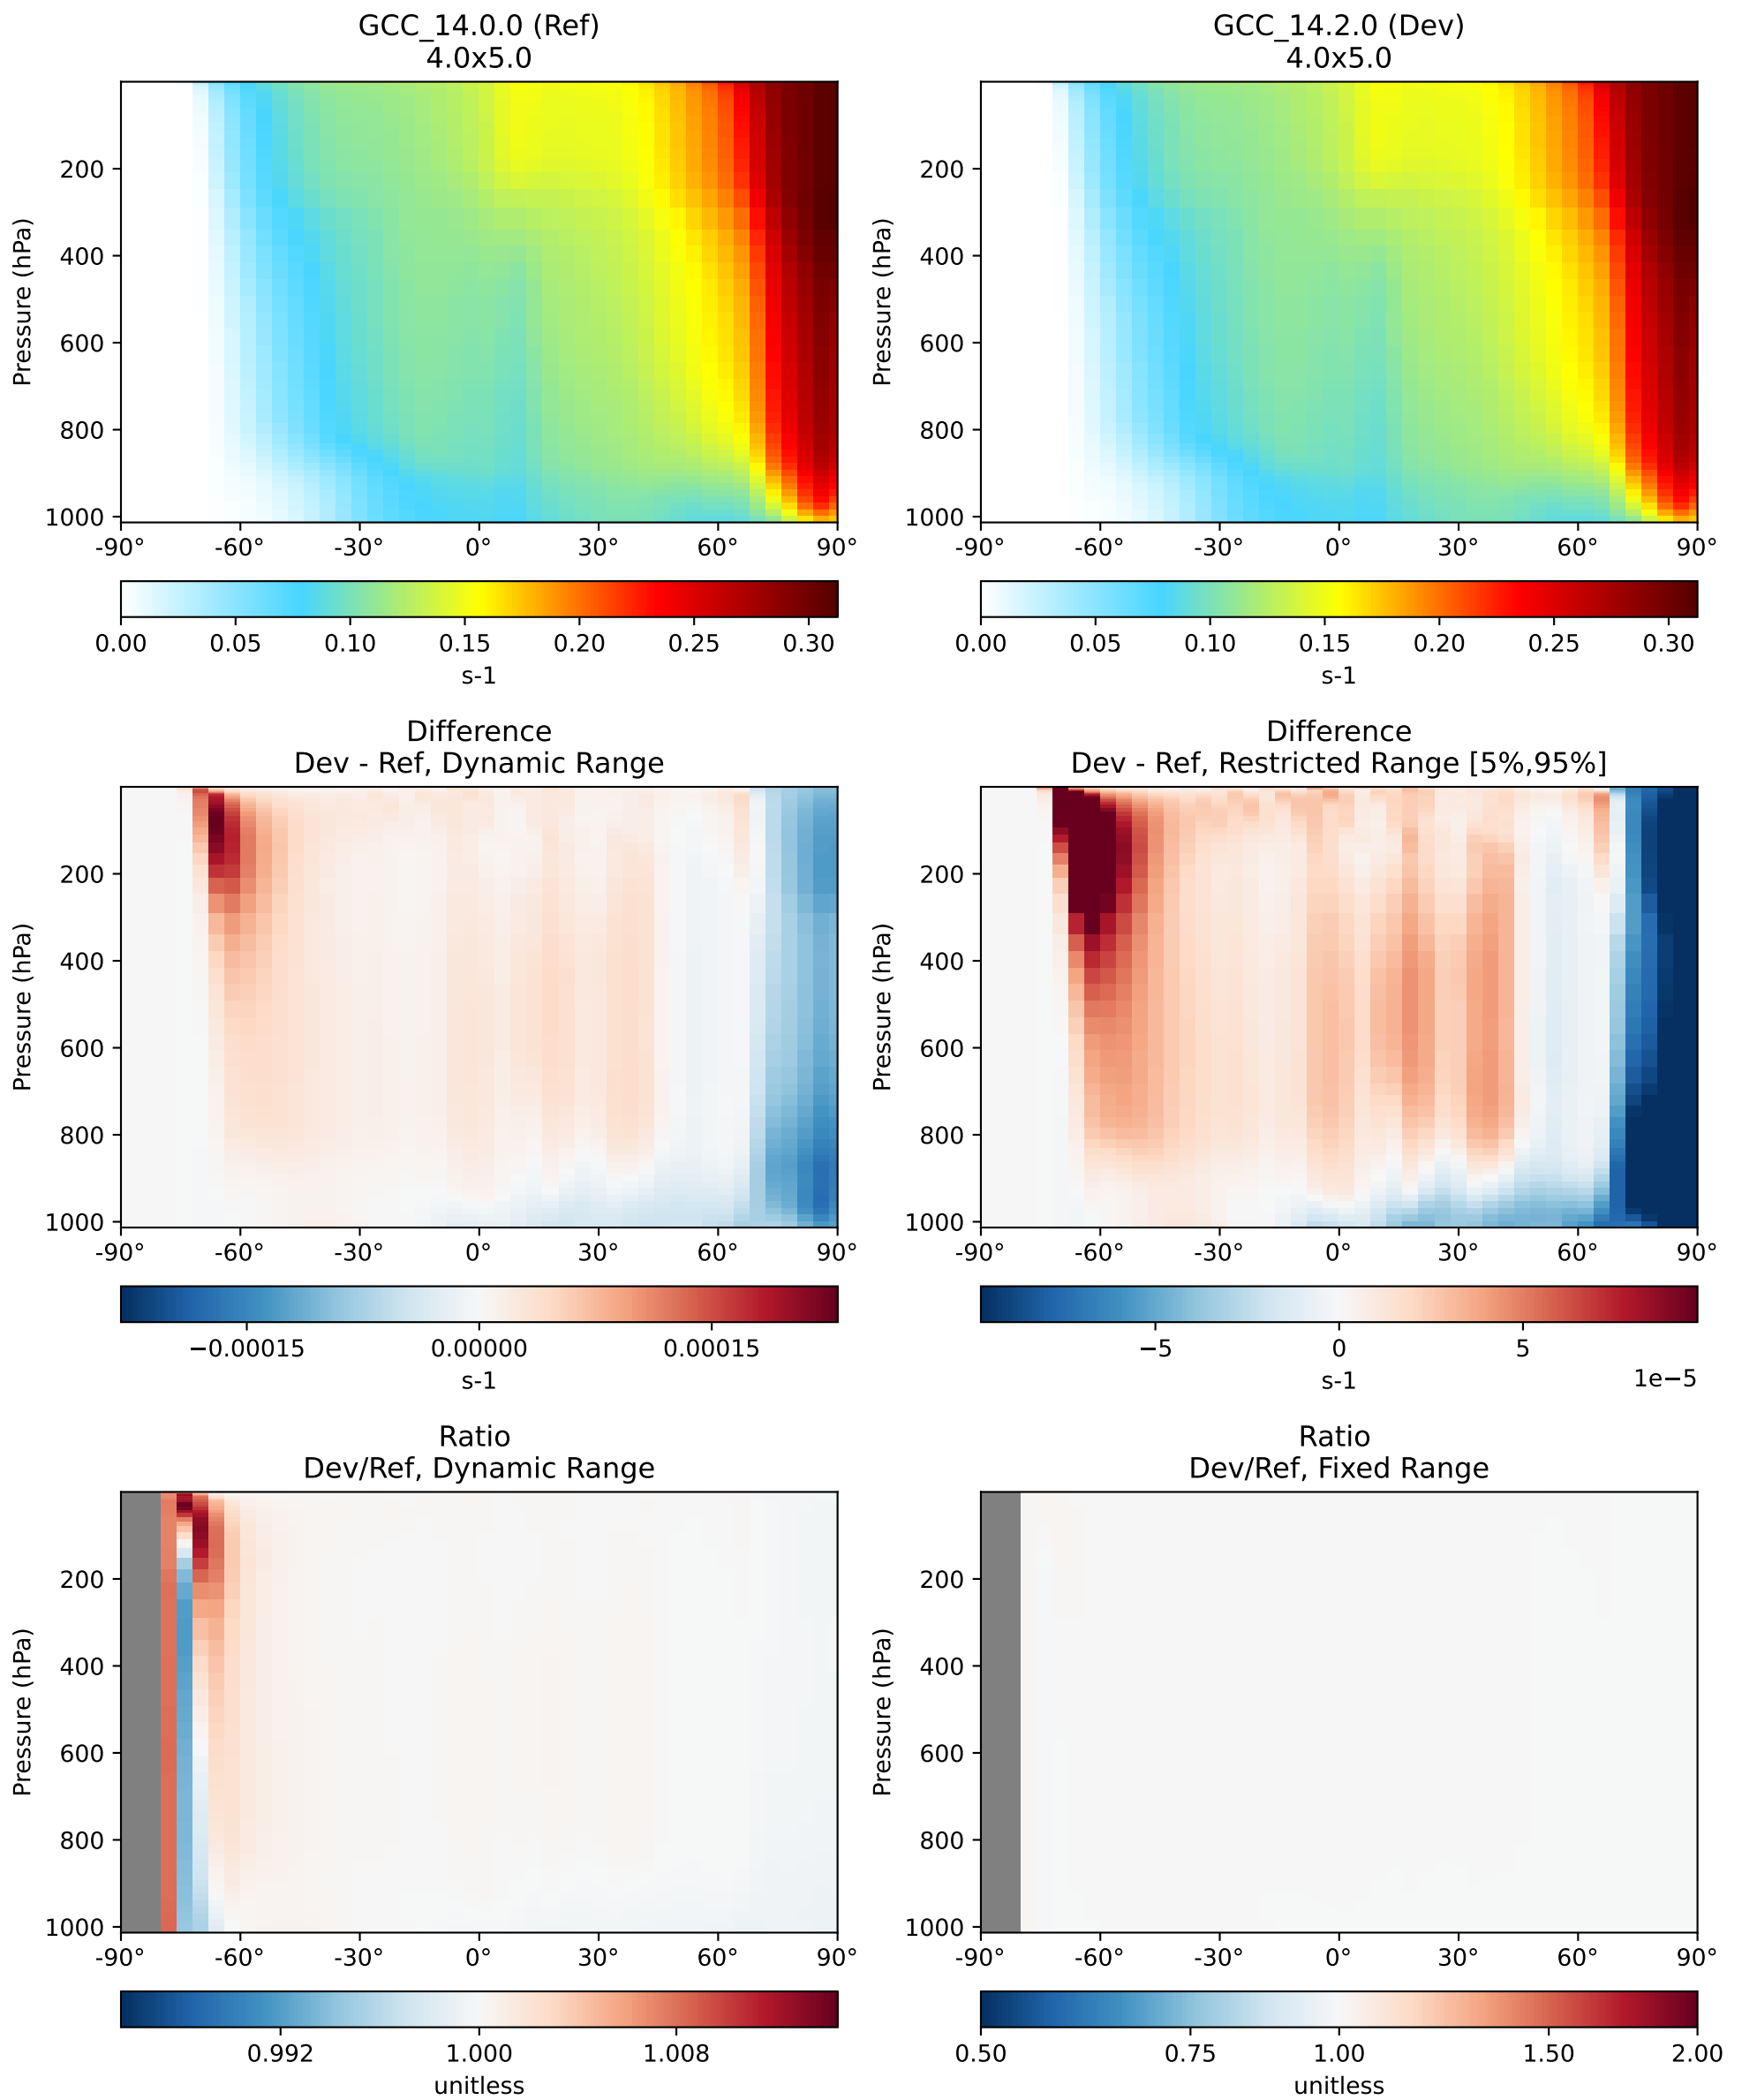 GCC_14.0.0 (Ref)
4.0x5.0
Pressure (hPa)
200
400
600
800
1000
-90° -60° -30° 0° 30° 60° 90°
0.00 0.05 0.10 0.15 0.20 0.25 0.30
s-1
GCC_14.2.0 (Dev)
4.0x5.0
Pressure (hPa)
200
400
600
800
1000
-90° -60° -30° 0° 30° 60° 90°
0.00 0.05 0.10 0.15 0.20 0.25 0.30
s-1
Difference
Dev - Ref, Dynamic Range
Pressure (hPa)
200
400
600
800
1000
-90° -60° -30° 0° 30° 60° 90°
−0.00015 0.00000 0.00015
s-1
Difference
Dev - Ref, Restricted Range [5%,95%]
Pressure (hPa)
200
400
600
800
1000
-90° -60° -30° 0° 30° 60° 90°
−5 0 5
s-1
1e−5
Ratio
Dev/Ref, Dynamic Range
Pressure (hPa)
200
400
600
800
1000
-90° -60° -30° 0° 30° 60° 90°
0.992 1.000 1.008
unitless
Ratio
Dev/Ref, Fixed Range
Pressure (hPa)
200
400
600
800
1000
-90° -60° -30° 0° 30° 60° 90°
0.50 0.75 1.00 1.50 2.00
unitless